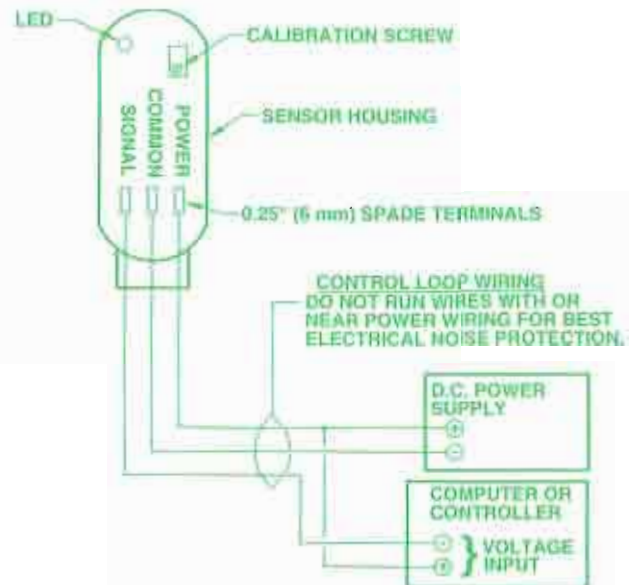 LED
CALIBRATION SCREW
SENSOR HOUSING
SIGNAL
COMMON
POWER
0.25" (6 mm) SPADE TERMINALS
CONTROL LOOP WIRING
DO NOT RUN WIRES WITH OR
NEAR POWER WIRING FOR BEST
ELECTRICAL NOISE PROTECTION.
D.C. POWER
SUPPLY
+
-
COMPUTER OR
CONTROLLER
-
+
} VOLTAGE
INPUT